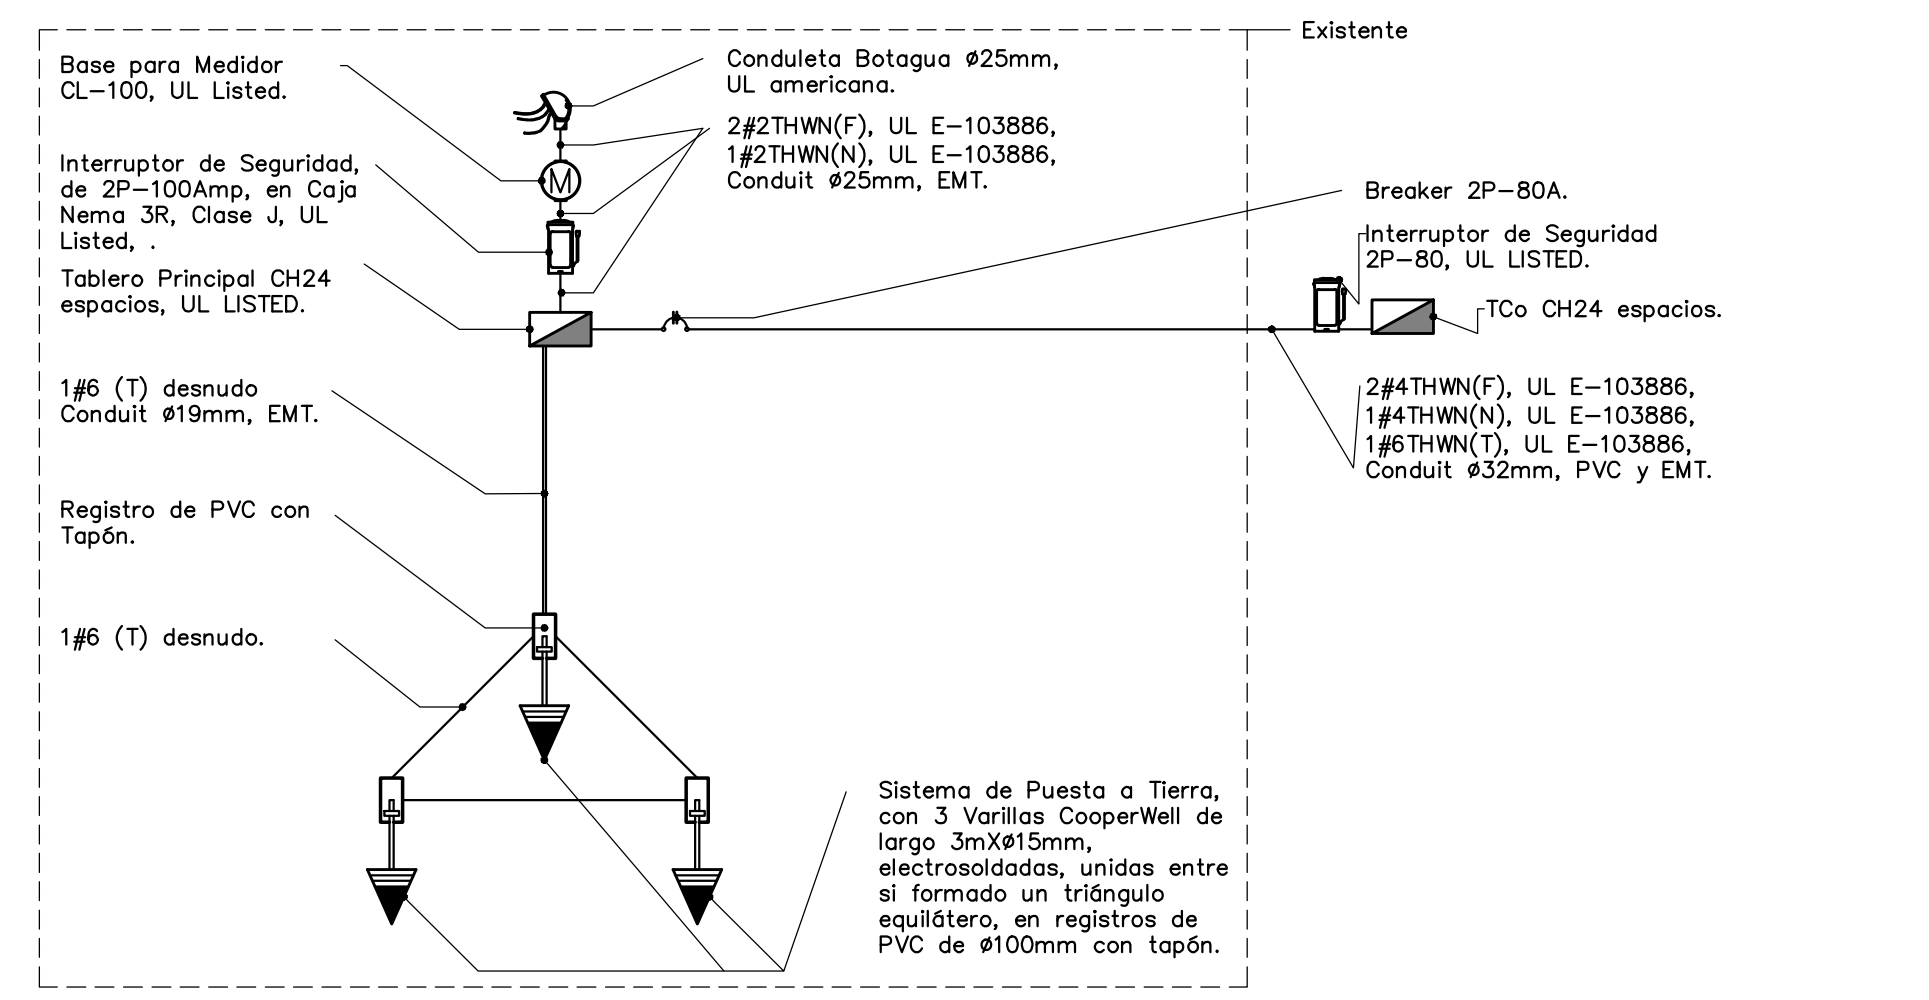 Existente
Base para Medidor
CL-100, UL Listed.
Conduleta Botagua ø25mm,
UL americana.
2#2THWN(F), UL E-103886,
1#2THWN(N), UL E-103886,
Conduit ø25mm, EMT.
Interruptor de Seguridad,
de 2P-100Amp, en Caja
Nema 3R, Clase J, UL
Listed, .
M
Breaker 2P-80A.
Interruptor de Seguridad
2P-80, UL LISTED.
Tablero Principal CH24
espacios, UL LISTED.
TCo CH24 espacios.
1#6 (T) desnudo
Conduit ø19mm, EMT.
2#4THWN(F), UL E-103886,
1#4THWN(N), UL E-103886,
1#6THWN(T), UL E-103886,
Conduit ø32mm, PVC y EMT.
Registro de PVC con
Tapón.
1#6 (T) desnudo.
Sistema de Puesta a Tierra,
con 3 Varillas CooperWell de
largo 3mXø15mm,
electrosoldadas, unidas entre
si formado un triángulo
equilátero, en registros de
PVC de ø100mm con tapón.